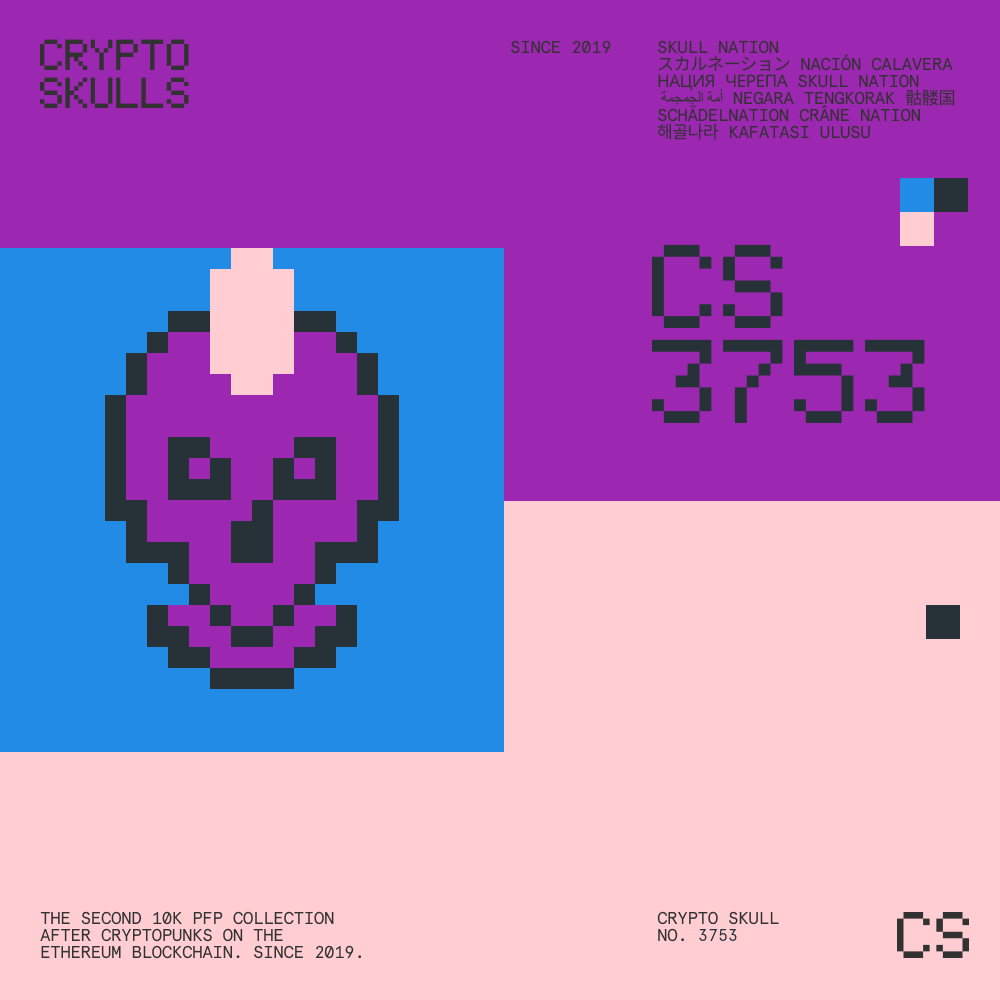 CRYPTO
SKULLS
SINCE 2019
SKULL NATION
スカルネーション NACIÓN CALAVERA
НАЦИЯ ЧЕРЕПА SKULL NATION
أمة الجمجمة NEGARA TENGKORAK 骷髅国
SCHÄDELNATION CRÂNE NATION
해골나라 KAFATASI ULUSU
CS
3753
THE SECOND 10K PFP COLLECTION
AFTER CRYPTOPUNKS ON THE
ETHEREUM BLOCKCHAIN. SINCE 2019.
CRYPTO SKULL
NO. 3753
CS